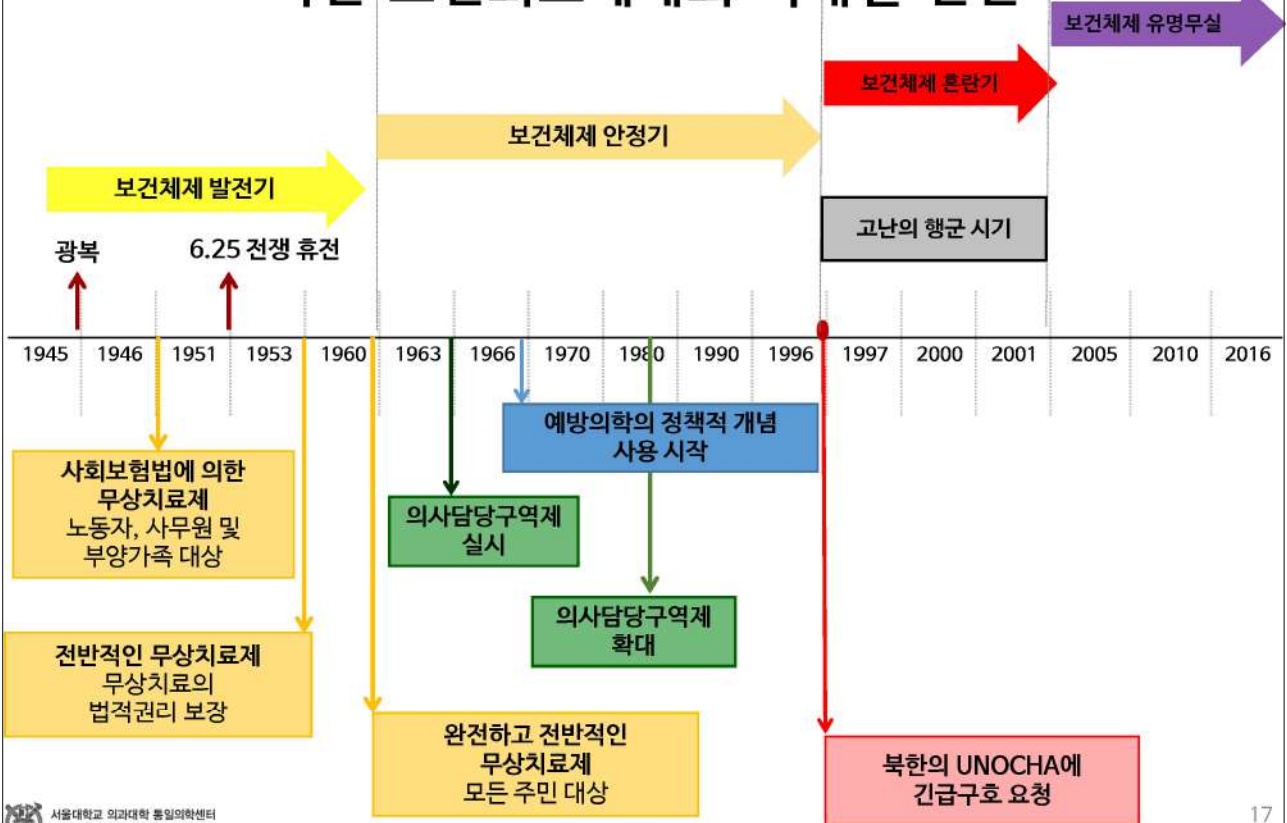 보건체제 유명무실
보건체제 혼란기
보건체제 안정기
보건체제 발전기
고난의 행군 시기
광복
6.25 전쟁 휴전
1945 1946 1951 1953 1960 1963 1966 1970 1980 1990 1996 1997 2000 2001 2005 2010 2016
예방의학의 정책적 개념
사용 시작
사회보험법에 의한
무상치료제
노동자, 사무원 및
부양가족 대상
의사담당구역제
실시
의사담당구역제
확대
전반적인 무상치료제
무상치료의
법적권리 보장
완전하고 전반적인
무상치료제
모든 주민 대상
북한의 UNOCHA에
긴급구호 요청
서울대학교 의과대학 통일의학센터
17